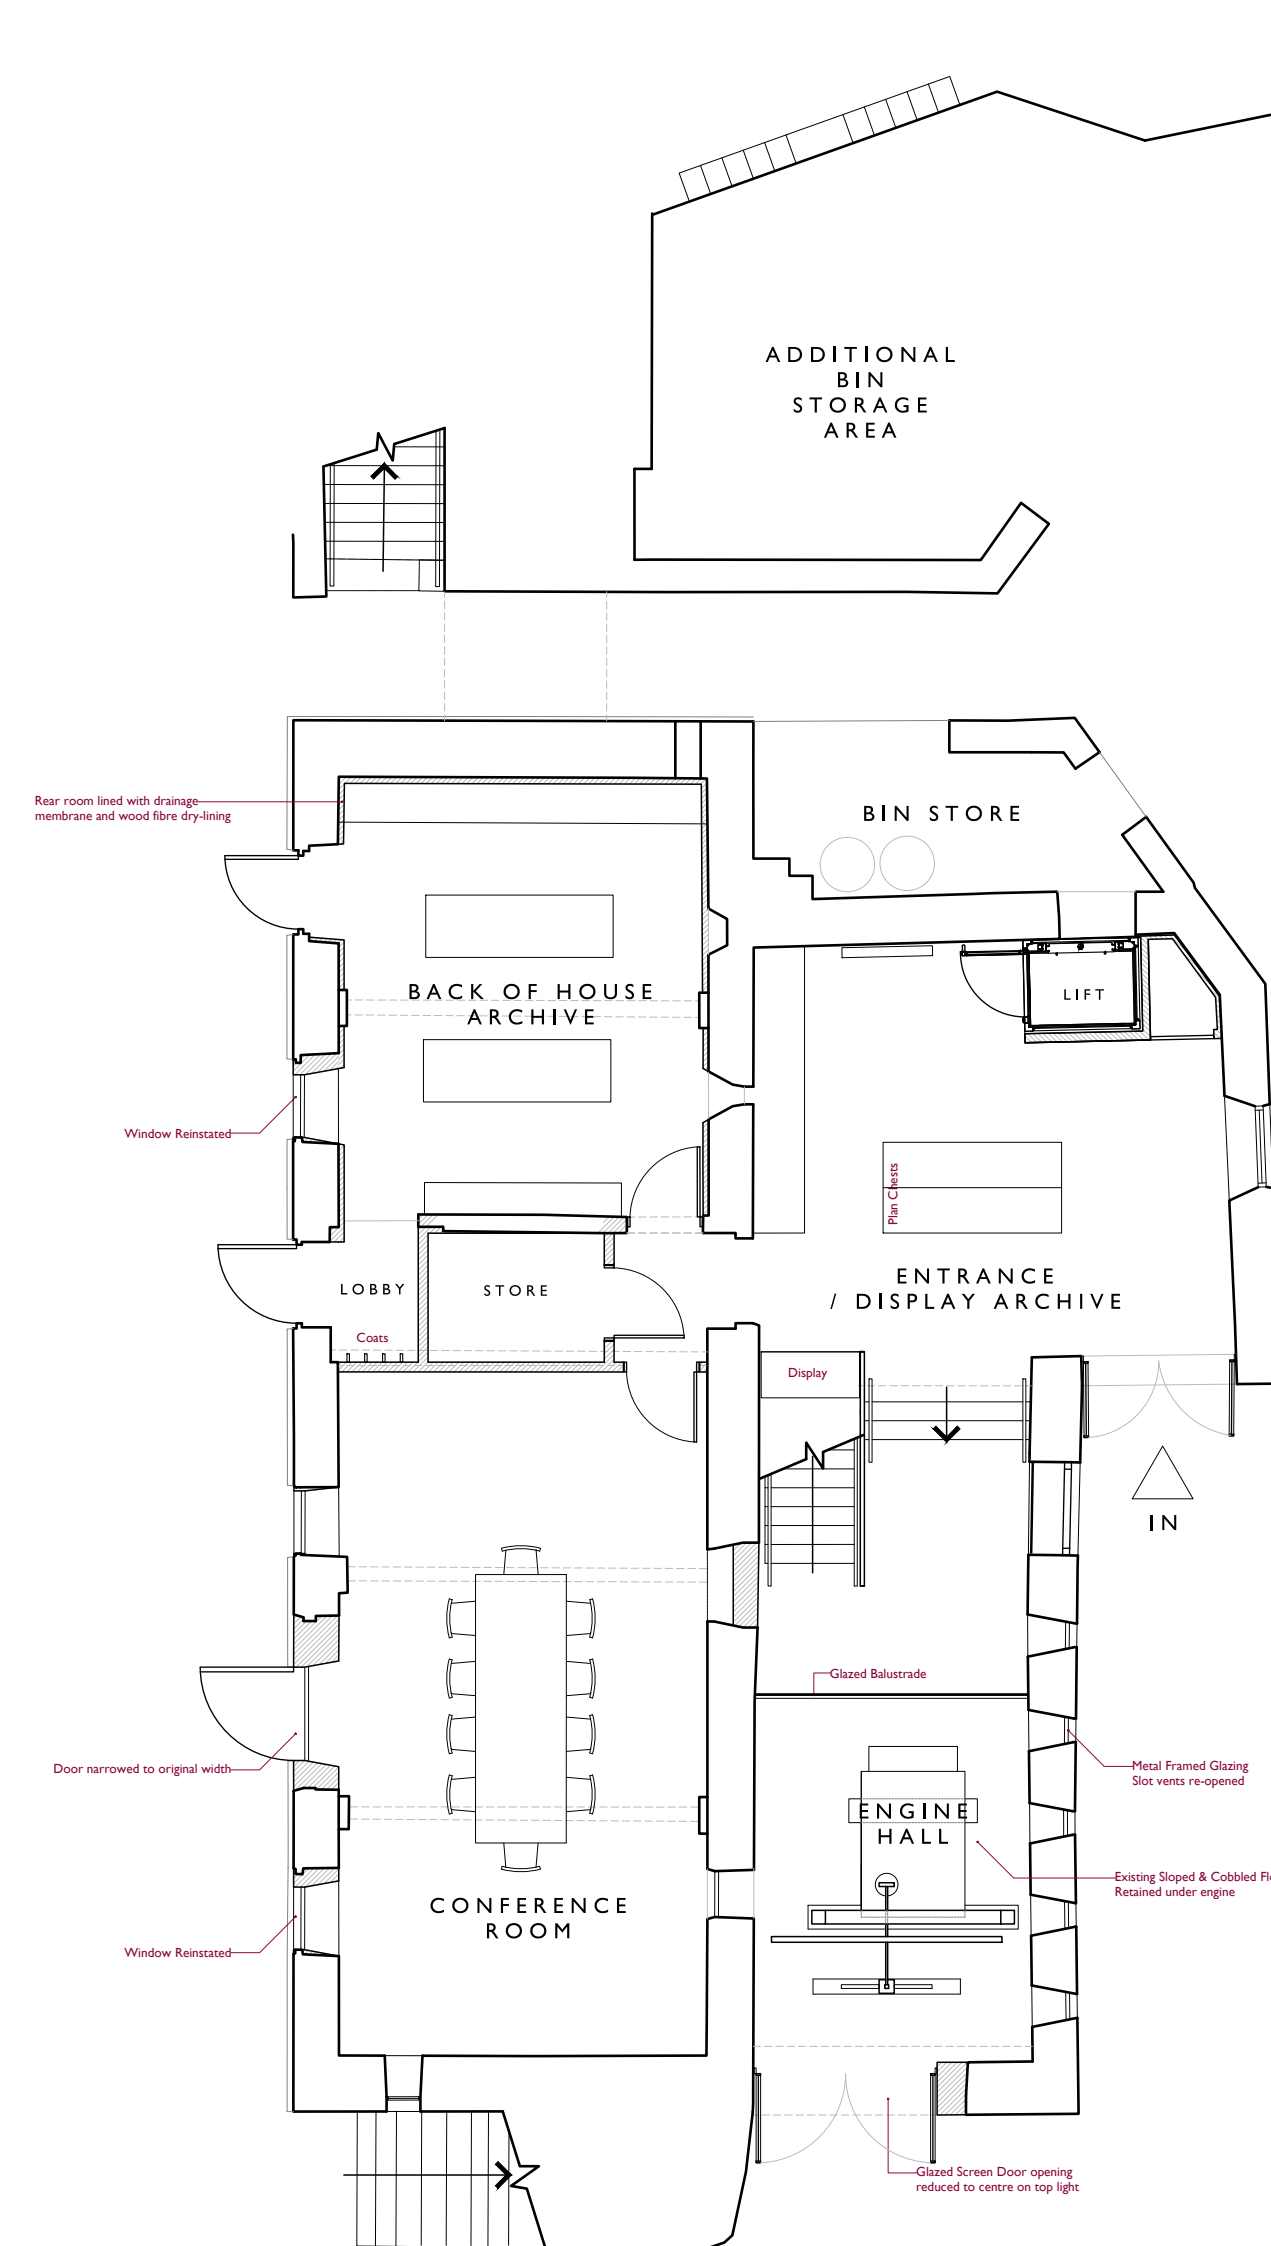 ADDITIONAL
BIN
STORAGE
AREA
Rear room lined with drainage
membrane and wood fibre dry-lining
BIN STORE
BACK OF HOUSE
ARCHIVE
LIFT
Window Reinstated
Plan Chests
LOBBY
STORE
ENTRANCE
/ DISPLAY ARCHIVE
Coats
Display
IN
Glazed Balustrade
Door narrowed to original width
Metal Framed Glazing
Slot vents re-opened
ENGINE
HALL
Existing Sloped & Cobbled
Retained under engine
CONFERENCE
ROOM
Window Reinstated
Glazed Screen Door opening
reduced to centre on top light